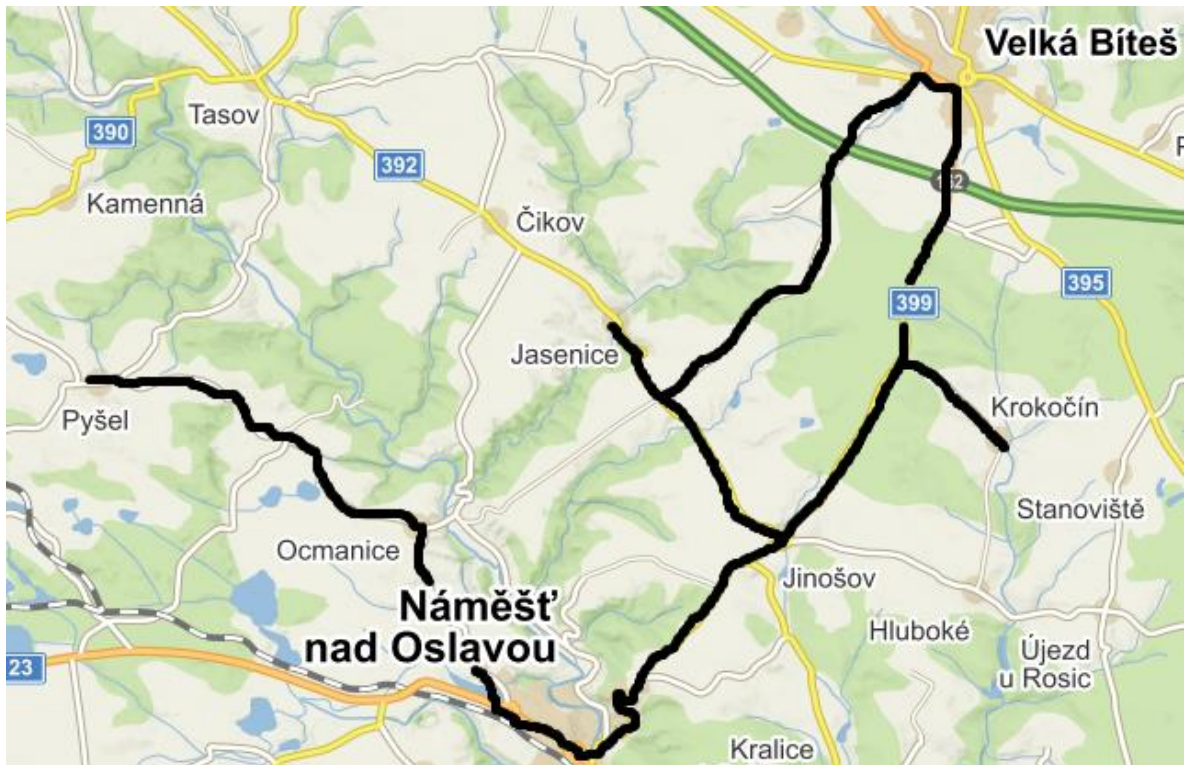 Velká Bíteš
Tasov
390
392
Kamenná
Čikov
395
399
Jasenice
Pyšel
Krokočín
Stanoviště
Ocmanice
Jinošov
Náměšť
nad Oslavou
Hluboké
Újezd
u Rosic
23
Kralice